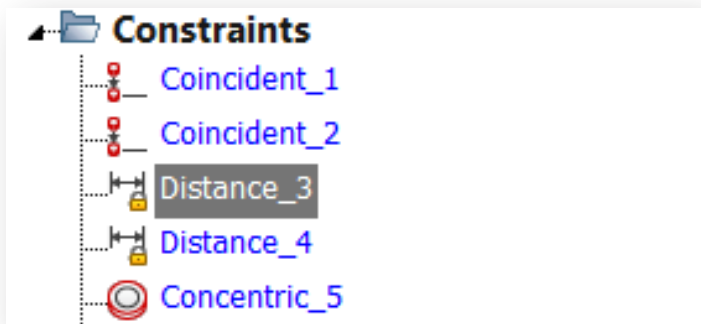 Constraints
Coincident_1
Coincident_2
Distance_3
Distance_4
Concentric_5